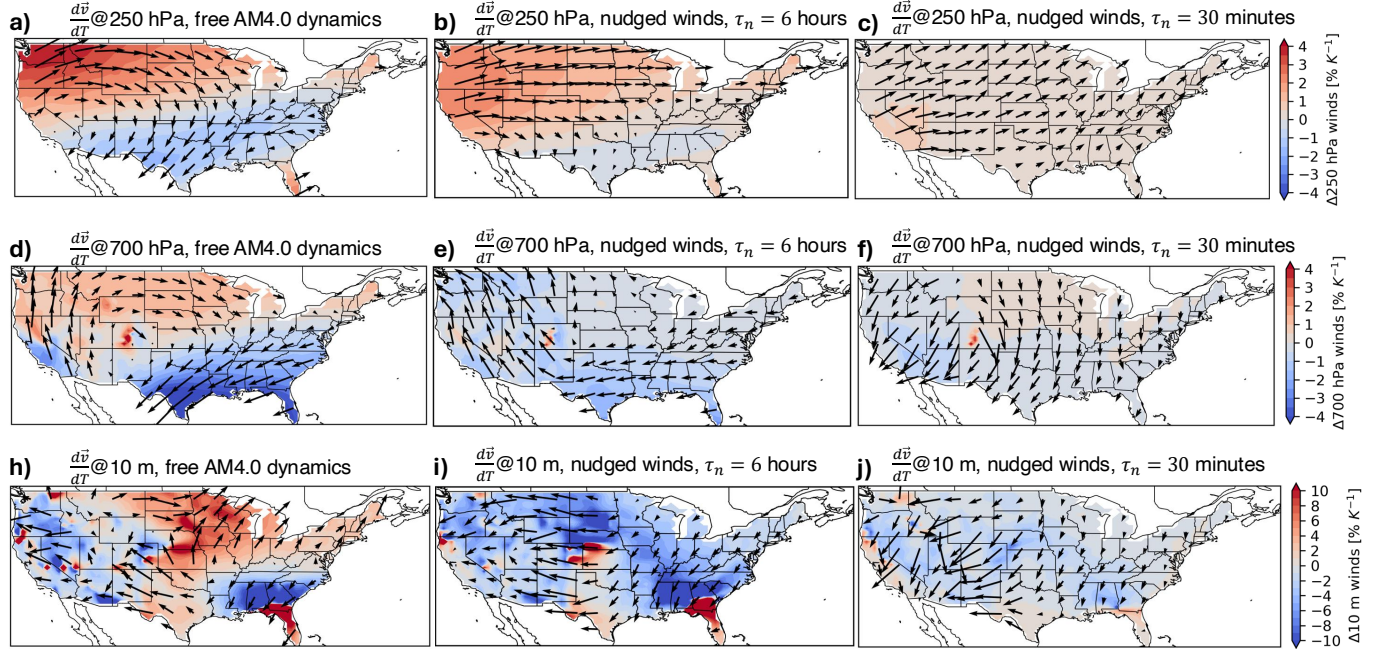 a) dv⃗/dT@250 hPa, free AM4.0 dynamics
b) dv⃗/dT@250 hPa, nudged winds, τₙ = 6 hours
c) dv⃗/dT@250 hPa, nudged winds, τₙ = 30 minutes
4
3
2
1
0
−1
−2
−3
−4
Δ250 hPa winds [% K⁻¹]
d) dv⃗/dT@700 hPa, free AM4.0 dynamics
e) dv⃗/dT@700 hPa, nudged winds, τₙ = 6 hours
f) dv⃗/dT@700 hPa, nudged winds, τₙ = 30 minutes
4
3
2
1
0
−1
−2
−3
−4
Δ700 hPa winds [% K⁻¹]
h) dv⃗/dT@10 m, free AM4.0 dynamics
i) dv⃗/dT@10 m, nudged winds, τₙ = 6 hours
j) dv⃗/dT@10 m, nudged winds, τₙ = 30 minutes
10
8
6
4
2
0
−2
−4
−6
−8
−10
Δ10 m winds [% K⁻¹]